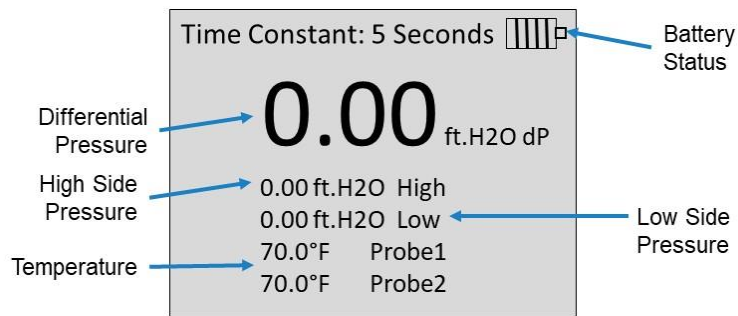 Time Constant: 5 Seconds
Battery
Status
Differential
Pressure
0.00 ft.H2O dP
High Side
Pressure
0.00 ft.H2O High
0.00 ft.H2O Low
Low Side
Pressure
Temperature
70.0°F Probe1
70.0°F Probe2